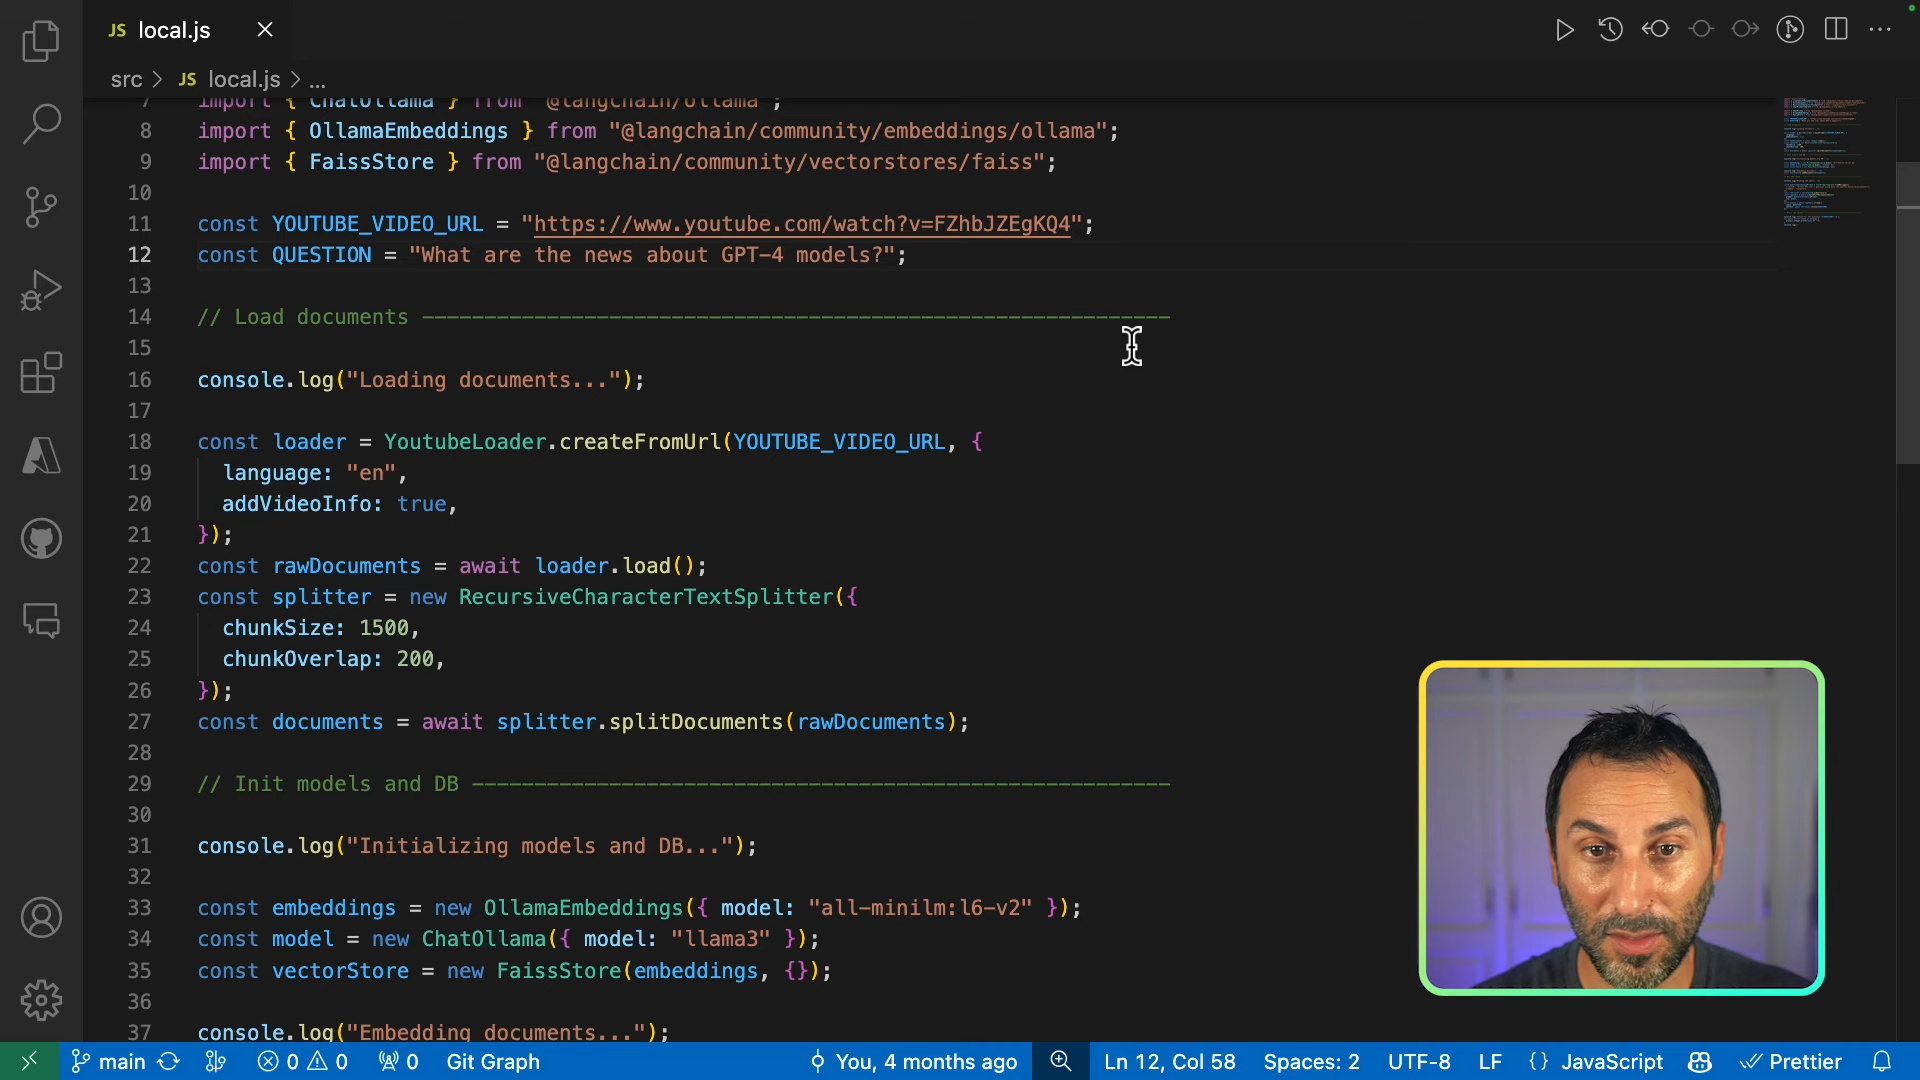 JS local.js
src > JS local.js > ...
7 import { ChatOllama } from "@langchain/ollama";
8 import { OllamaEmbeddings } from "@langchain/community/embeddings/ollama";
9 import { FaissStore } from "@langchain/community/vectorstores/faiss";
10
11 const YOUTUBE_VIDEO_URL = "https://www.youtube.com/watch?v=FZhbJZEgKQ4";
12 const QUESTION = "What are the news about GPT-4 models?";
13
14 // Load documents ------------------------------------------------------------
15
16 console.log("Loading documents...");
17
18 const loader = YoutubeLoader.createFromUrl(YOUTUBE_VIDEO_URL, {
19 language: "en",
20 addVideoInfo: true,
21 });
22 const rawDocuments = await loader.load();
23 const splitter = new RecursiveCharacterTextSplitter({
24 chunkSize: 1500,
25 chunkOverlap: 200,
26 });
27 const documents = await splitter.splitDocuments(rawDocuments);
28
29 // Init models and DB --------------------------------------------------------
30
31 console.log("Initializing models and DB...");
32
33 const embeddings = new OllamaEmbeddings({ model: "all-minilm:l6-v2" });
34 const model = new ChatOllama({ model: "llama3" });
35 const vectorStore = new FaissStore(embeddings, {});
36
37 console.log("Embedding documents...");
main 0 0 0 Git Graph You, 4 months ago Ln 12, Col 58 Spaces: 2 UTF-8 LF {} JavaScript Prettier